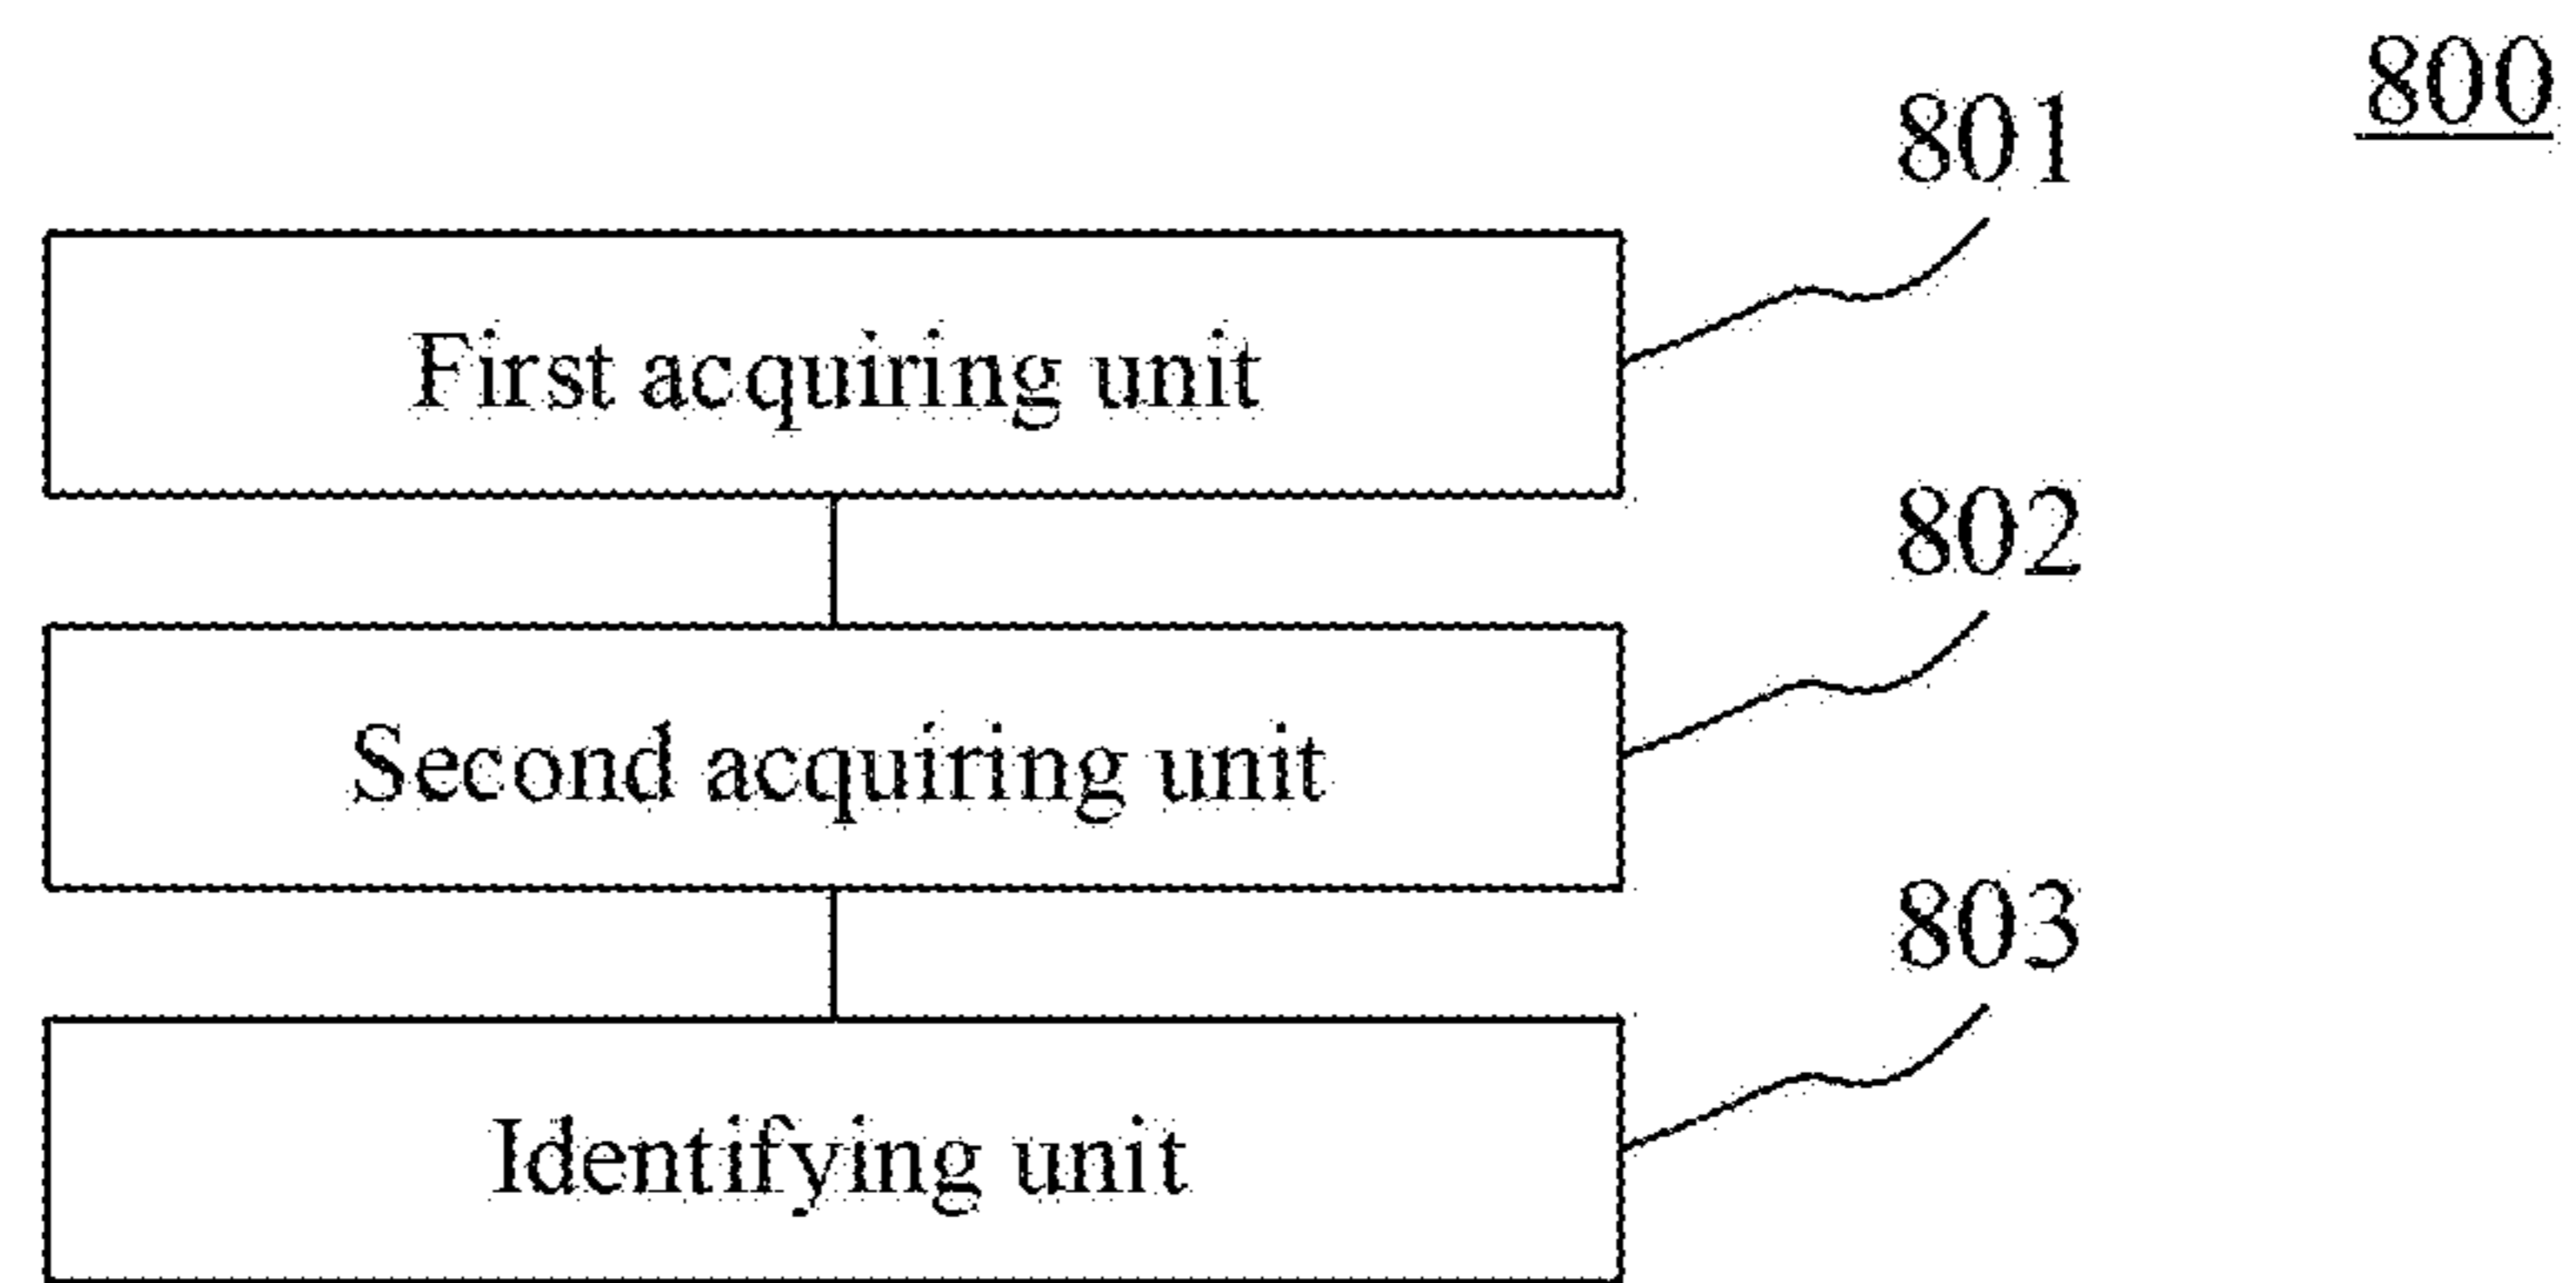 800
801
First acquiring unit
802
Second acquiring unit
803
Identifying unit